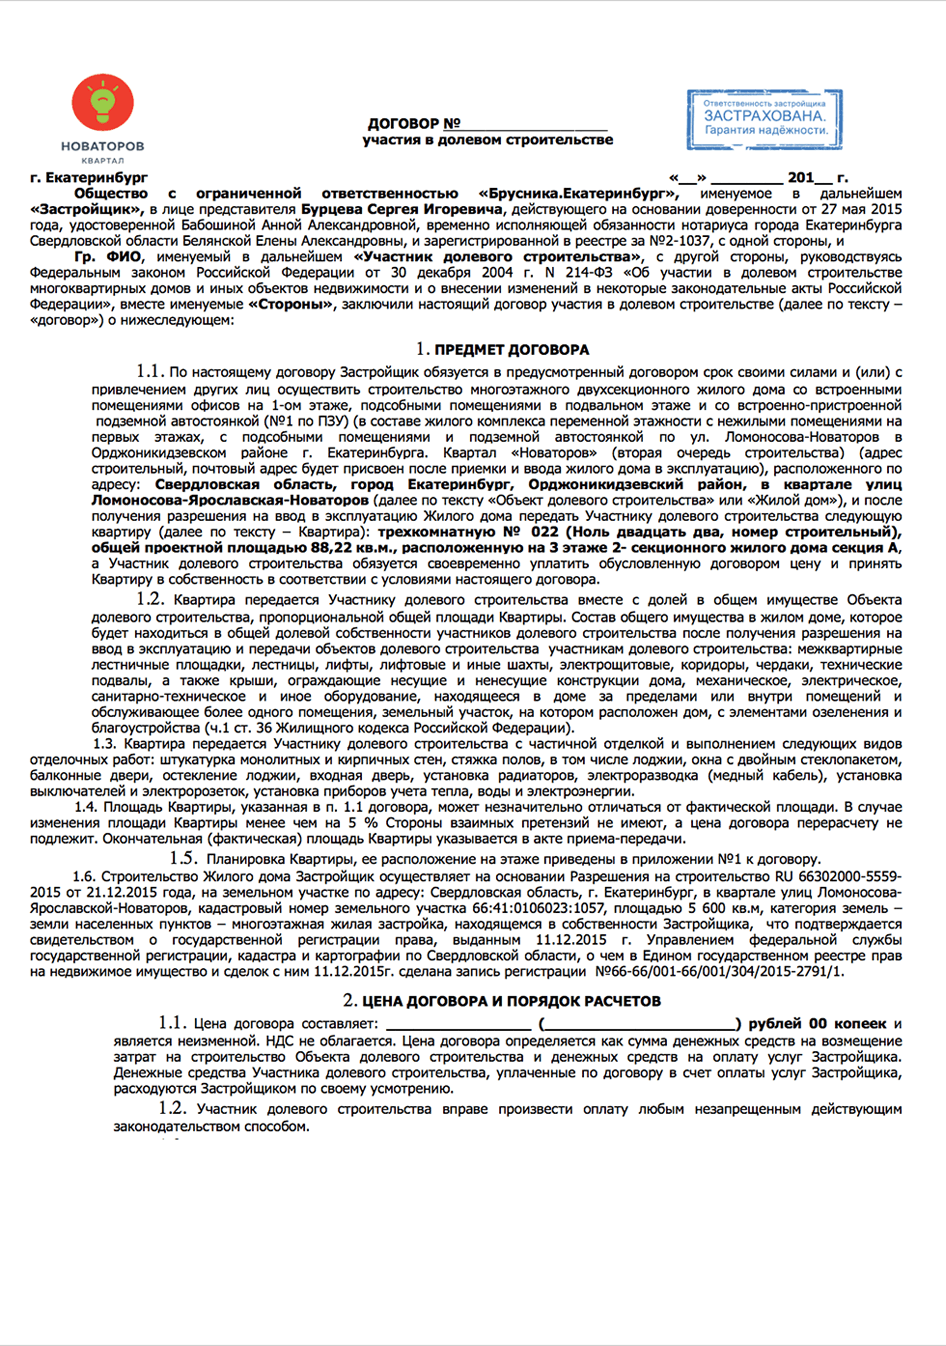 НОВАТОРОВ
КВАРТАЛ
Ответственность застройщика
ЗАСТРАХОВАНА.
Гарантия надёжности.
ДОГОВОР №____________________
участия в долевом строительстве
г. Екатеринбург «__» _________ 201__ г.
Общество с ограниченной ответственностью «Брусника.Екатеринбург», именуемое в дальнейшем
«Застройщик», в лице представителя Бурцева Сергея Игоревича, действующего на основании доверенности от 27 мая 2015
года, удостоверенной Бабошиной Анной Александровной, временно исполняющей обязанности нотариуса города Екатеринбурга
Свердловской области Белянской Елены Александровны, и зарегистрированной в реестре за №2-1037, с одной стороны, и
Гр. ФИО, именуемый в дальнейшем «Участник долевого строительства», с другой стороны, руководствуясь
Федеральным законом Российской Федерации от 30 декабря 2004 г. N 214-ФЗ «Об участии в долевом строительстве
многоквартирных домов и иных объектов недвижимости и о внесении изменений в некоторые законодательные акты Российской
Федерации», вместе именуемые «Стороны», заключили настоящий договор участия в долевом строительстве (далее по тексту –
«договор») о нижеследующем:
1. ПРЕДМЕТ ДОГОВОРА
1.1. По настоящему договору Застройщик обязуется в предусмотренный договором срок своими силами и (или) с
привлечением других лиц осуществить строительство многоэтажного двухсекционного жилого дома со встроенными
помещениями офисов на 1-ом этаже, подсобными помещениями в подвальном этаже и со встроенно-пристроенной
подземной автостоянкой (№1 по ПЗУ) (в составе жилого комплекса переменной этажности с нежилыми помещениями на
первых этажах, с подсобными помещениями и подземной автостоянкой по ул. Ломоносова-Новаторов в
Орджоникидзевском районе г. Екатеринбурга. Квартал «Новаторов» (вторая очередь строительства) (адрес
строительный, почтовый адрес будет присвоен после приемки и ввода жилого дома в эксплуатацию), расположенного по
адресу: Свердловская область, город Екатеринбург, Орджоникидзевский район, в квартале улиц
Ломоносова-Ярославская-Новаторов (далее по тексту «Объект долевого строительства» или «Жилой дом»), и после
получения разрешения на ввод в эксплуатацию Жилого дома передать Участнику долевого строительства следующую
квартиру (далее по тексту – Квартира): трехкомнатную № 022 (Ноль двадцать два, номер строительный),
общей проектной площадью 88,22 кв.м., расположенную на 3 этаже 2- секционного жилого дома секция А,
а Участник долевого строительства обязуется своевременно уплатить обусловленную договором цену и принять
Квартиру в собственность в соответствии с условиями настоящего договора.
1.2. Квартира передается Участнику долевого строительства вместе с долей в общем имуществе Объекта
долевого строительства, пропорциональной общей площади Квартиры. Состав общего имущества в жилом доме, которое
будет находиться в общей долевой собственности участников долевого строительства после получения разрешения на
ввод в эксплуатацию и передачи объектов долевого строительства участникам долевого строительства: межквартирные
лестничные площадки, лестницы, лифты, лифтовые и иные шахты, электрощитовые, коридоры, чердаки, технические
подвалы, а также крыши, ограждающие несущие и ненесущие конструкции дома, механическое, электрическое,
санитарно-техническое и иное оборудование, находящееся в доме за пределами или внутри помещений и
обслуживающее более одного помещения, земельный участок, на котором расположен дом, с элементами озеленения и
благоустройства (ч.1 ст. 36 Жилищного кодекса Российской Федерации).
1.3. Квартира передается Участнику долевого строительства с частичной отделкой и выполнением следующих видов
отделочных работ: штукатурка монолитных и кирпичных стен, стяжка полов, в том числе лоджии, окна с двойным стеклопакетом,
балконные двери, остекление лоджии, входная дверь, установка радиаторов, электроразводка (медный кабель), установка
выключателей и электророзеток, установка приборов учета тепла, воды и электроэнергии.
1.4. Площадь Квартиры, указанная в п. 1.1 договора, может незначительно отличаться от фактической площади. В случае
изменения площади Квартиры менее чем на 5 % Стороны взаимных претензий не имеют, а цена договора перерасчету не
подлежит. Окончательная (фактическая) площадь Квартиры указывается в акте приема-передачи.
1.5. Планировка Квартиры, ее расположение на этаже приведены в приложении №1 к договору.
1.6. Строительство Жилого дома Застройщик осуществляет на основании Разрешения на строительство RU 66302000-5559-
2015 от 21.12.2015 года, на земельном участке по адресу: Свердловская область, г. Екатеринбург, в квартале улиц Ломоносова-
Ярославской-Новаторов, кадастровый номер земельного участка 66:41:0106023:1057, площадью 5 600 кв.м, категория земель –
земли населенных пунктов – многоэтажная жилая застройка, находящемся в собственности Застройщика, что подтверждается
свидетельством о государственной регистрации права, выданным 11.12.2015 г. Управлением федеральной службы
государственной регистрации, кадастра и картографии по Свердловской области, о чем в Едином государственном реестре прав
на недвижимое имущество и сделок с ним 11.12.2015г. сделана запись регистрации №66-66/001-66/001/304/2015-2791/1.
2. ЦЕНА ДОГОВОРА И ПОРЯДОК РАСЧЕТОВ
1.1. Цена договора составляет: __________________ (________________________) рублей 00 копеек и
является неизменной. НДС не облагается. Цена договора определяется как сумма денежных средств на возмещение
затрат на строительство Объекта долевого строительства и денежных средств на оплату услуг Застройщика.
Денежные средства Участника долевого строительства, уплаченные по договору в счет оплаты услуг Застройщика,
расходуются Застройщиком по своему усмотрению.
1.2. Участник долевого строительства вправе произвести оплату любым незапрещенным действующим
законодательством способом.